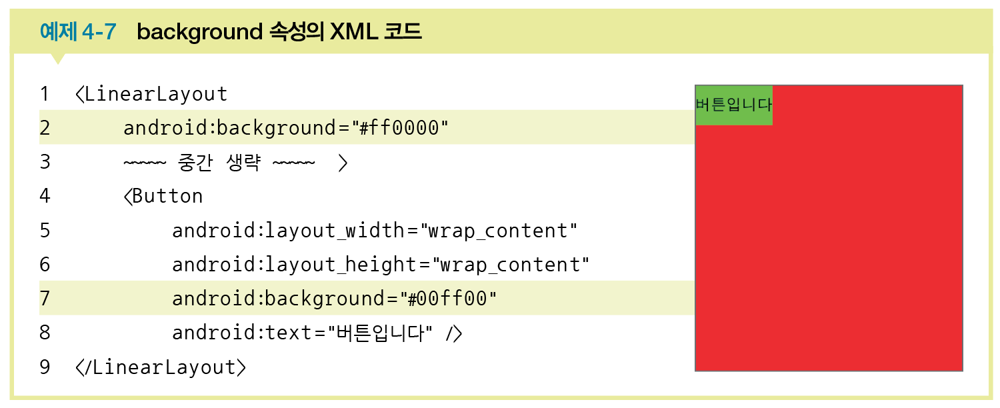 예제 4-7 background 속성의 XML 코드
1 <LinearLayout
2 android:background="#ff0000"
3 ~~~~~ 중간 생략 ~~~~~ >
4 <Button
5 android:layout_width="wrap_content"
6 android:layout_height="wrap_content"
7 android:background="#00ff00"
8 android:text="버튼입니다" />
9 </LinearLayout>
버튼입니다